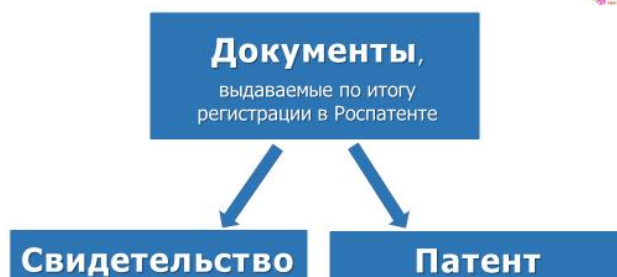 Документы,
выдаваемые по итогу
регистрации в Роспатенте
Свидетельство
Патент